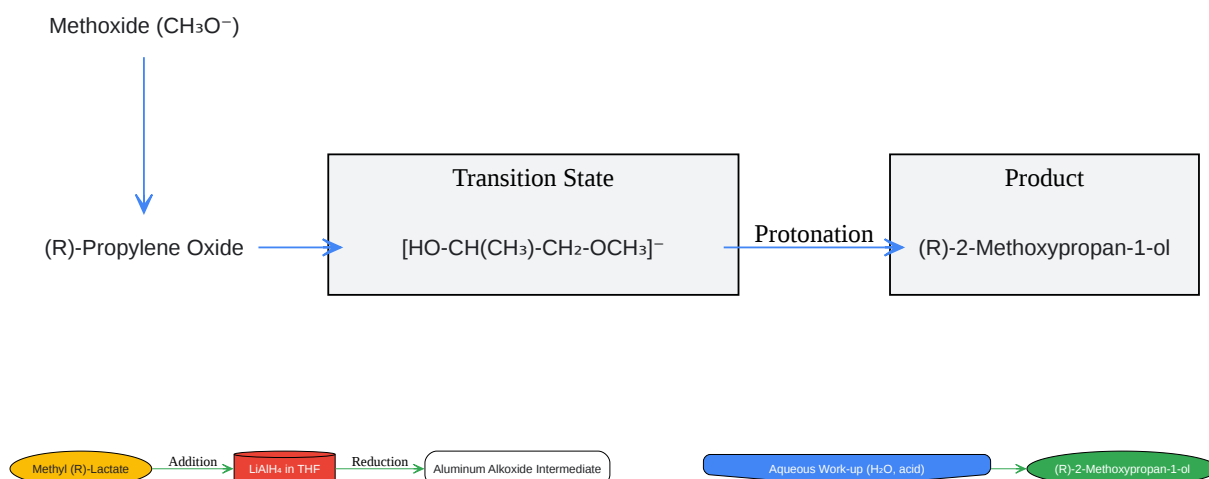 Methoxide (CH₃O⁻)
Transition State
Product
(R)-Propylene Oxide
[HO-CH(CH₃)-CH₂-OCH₃]⁻
Protonation
(R)-2-Methoxypropan-1-ol
Methyl (R)-Lactate
Addition
LiAlH₄ in THF
Reduction
Aluminum Alkoxide Intermediate
Aqueous Work-up (H₂O, acid)
(R)-2-Methoxypropan-1-ol